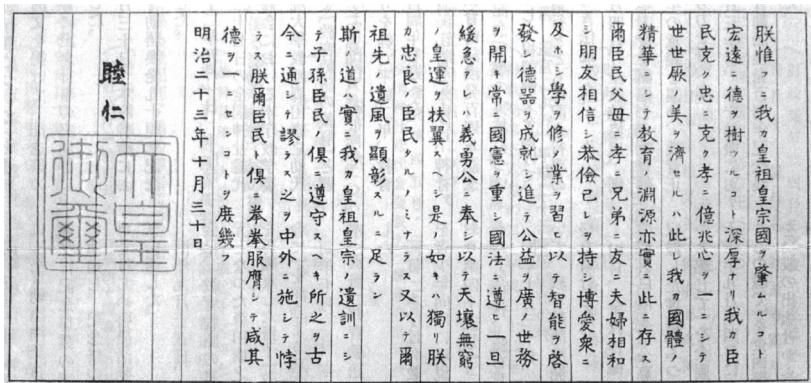 朕惟フニ我カ皇祖皇宗國ヲ肇ムルコト
宏遠ニ德ヲ樹ツルコト深厚ナリ我カ臣
民克ク忠ニ克ク孝ニ億兆心ヲ一ニシテ
世世厥ノ美ヲ濟セルハ此レ我カ國體ノ
精華ニシテ教育ノ淵源亦實ニ此ニ存ス
爾臣民父母ニ孝ニ兄弟ニ友ニ夫婦相和
シ朋友相信シ恭儉己レヲ持シ博愛衆ニ
及ホシ學ヲ修メ業ヲ習ヒ以テ智能ヲ啓
發シ德器ヲ成就シ進テ公益ヲ廣メ世務
ヲ開キ常ニ國憲ヲ重シ國法ニ遵ヒ一旦
緩急アレハ義勇公ニ奉シ以テ天壤無窮
ノ皇運ヲ扶翼スヘシ是ノ如キハ獨リ朕
カ忠良ノ臣民タルノミナラス又以テ爾
祖先ノ遺風ヲ顯彰スルニ足ラン
斯ノ道ハ實ニ我カ皇祖皇宗ノ遺訓ニシ
テ子孫臣民ノ俱ニ遵守スヘキ所之ヲ古
今ニ通シテ謬ラス之ヲ中外ニ施シテ悖
ラス朕爾臣民ト俱ニ拳拳服膺シテ咸其
德ヲ一ニセンコトヲ庶幾フ
明治二十三年十月三十日
睦仁
天皇
御璽